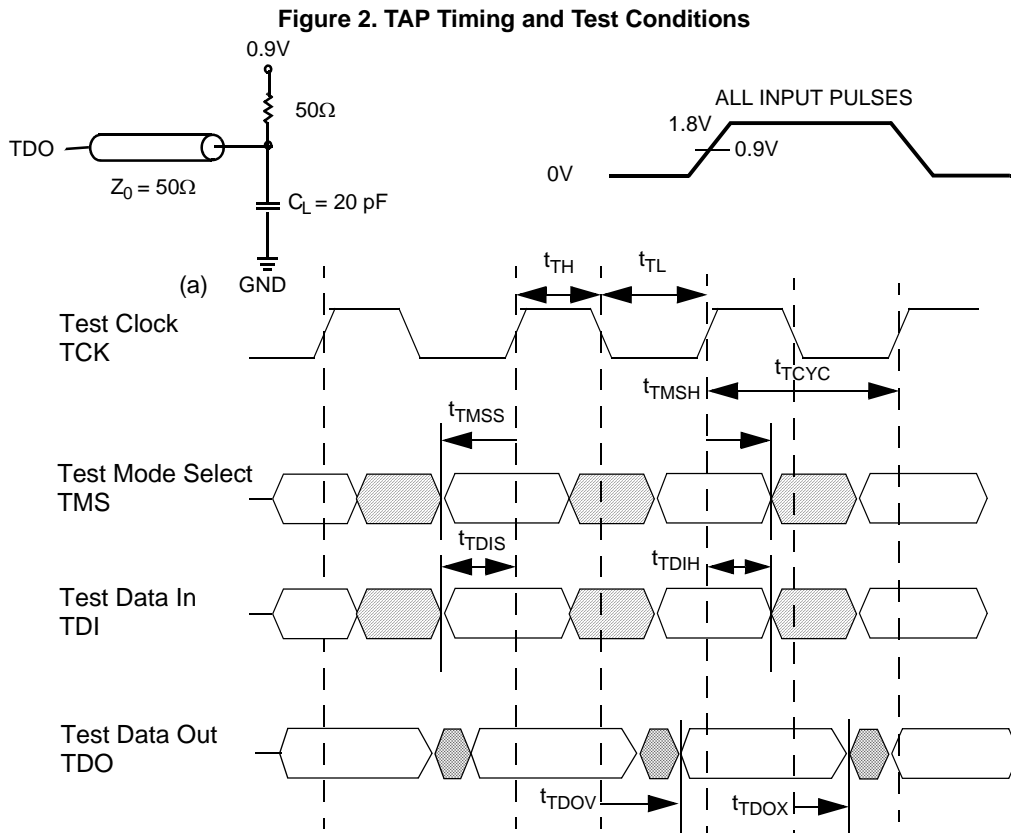 Figure 2. TAP Timing and Test Conditions
0.9V
50Ω
TDO
Z0 = 50Ω
CL = 20 pF
(a)
GND
ALL INPUT PULSES
1.8V
0.9V
0V
tTH
tTL
Test Clock
TCK
tTMSH
tTCYC
tTMSS
Test Mode Select
TMS
tTDIS
tTDIH
Test Data In
TDI
Test Data Out
TDO
tTDOV
tTDOX